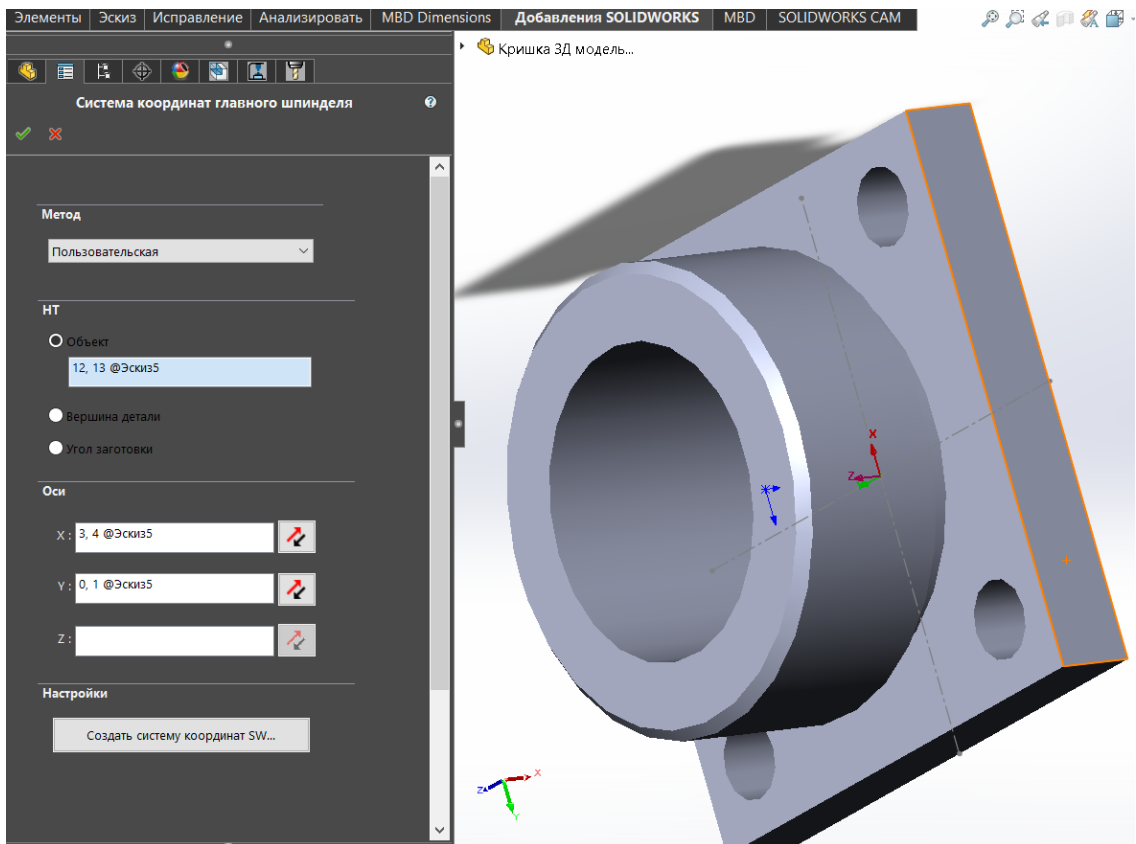 Элементы Эскиз Исправление Анализировать MBD Dimensions Добавления SOLIDWORKS MBD SOLIDWORKS CAM
Кришка 3Д модель...
Система координат главного шпинделя
Метод
Пользовательская
НТ
Объект
12, 13 @Эскиз5
Вершина детали
Угол заготовки
Оси
X : 3, 4 @Эскиз5
Y : 0, 1 @Эскиз5
Z :
Настройки
Создать систему координат SW...
X
Z
X
Z
Y